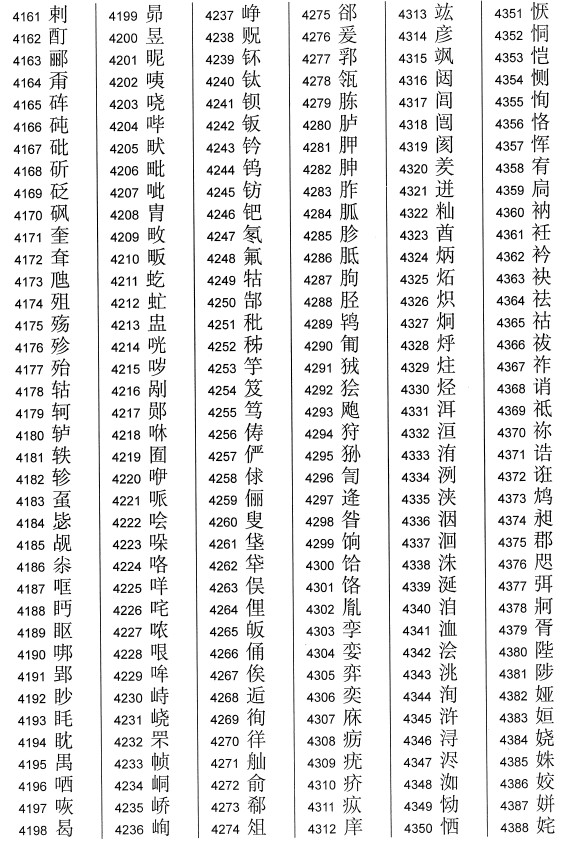 4161 剌
4162 酊
4163 郦
4164 甭
4165 砗
4166 砘
4167 砒
4168 斫
4169 砭
4170 砜
4171 奎
4172 耷
4173 虺
4174 殂
4175 殇
4176 殄
4177 殆
4178 轱
4179 轲
4180 轳
4181 轶
4182 轸
4183 虿
4184 毖
4185 觇
4186 尜
4187 哐
4188 眄
4189 眍
4190 𠳐
4191 郢
4192 眇
4193 眊
4194 眈
4195 禺
4196 哂
4197 咴
4198 曷
4199 昴
4200 昱
4201 昵
4202 咦
4203 哓
4204 哔
4205 畎
4206 毗
4207 呲
4208 胄
4209 畋
4210 畈
4211 虼
4212 虻
4213 盅
4214 咣
4215 哕
4216 剐
4217 郧
4218 咻
4219 囿
4220 咿
4221 哌
4222 哙
4223 哚
4224 咯
4225 咩
4226 咤
4227 哝
4228 哏
4229 哞
4230 峙
4231 峣
4232 罘
4233 帧
4234 峒
4235 峤
4236 峋
4237 峥
4238 贶
4239 钚
4240 钛
4241 钡
4242 钣
4243 钤
4244 钨
4245 钫
4246 钯
4247 氡
4248 氟
4249 牯
4250 郜
4251 秕
4252 秭
4253 竽
4254 笈
4255 笃
4256 俦
4257 俨
4258 俅
4259 俪
4260 叟
4261 垡
4262 牮
4263 俣
4264 俚
4265 皈
4266 俑
4267 俟
4268 逅
4269 徇
4270 徉
4271 舢
4272 俞
4273 郗
4274 俎
4275 郤
4276 爰
4277 郛
4278 瓴
4279 胨
4280 胪
4281 胛
4282 胂
4283 胙
4284 胍
4285 胗
4286 胝
4287 朐
4288 胫
4289 鸨
4290 匍
4291 狨
4292 狯
4293 飑
4294 狩
4295 狲
4296 訇
4297 逄
4298 昝
4299 饷
4300 饸
4301 饹
4302 胤
4303 孪
4304 娈
4305 弈
4306 奕
4307 庥
4308 疬
4309 疣
4310 疥
4311 疭
4312 庠
4313 竑
4314 彦
4315 飒
4316 闼
4317 闾
4318 闿
4319 阂
4320 羑
4321 迸
4322 籼
4323 酋
4324 炳
4325 炻
4326 炽
4327 炯
4328 烀
4329 炷
4330 烃
4331 洱
4332 洹
4333 洧
4334 洌
4335 浃
4336 洇
4337 洄
4338 洙
4339 涎
4340 洎
4341 洫
4342 浍
4343 洮
4344 洵
4345 浒
4346 浔
4347 浕
4348 洳
4349 恸
4350 恓
4351 恹
4352 恫
4353 恺
4354 恻
4355 恂
4356 恪
4357 恽
4358 宥
4359 扃
4360 衲
4361 衽
4362 衿
4363 袂
4364 祛
4365 祜
4366 祓
4367 祚
4368 诮
4369 祗
4370 祢
4371 诰
4372 诳
4373 鸩
4374 昶
4375 郡
4376 咫
4377 弭
4378 牁
4379 胥
4380 陛
4381 陟
4382 娅
4383 姮
4384 娆
4385 姝
4386 姣
4387 姘
4388 姹